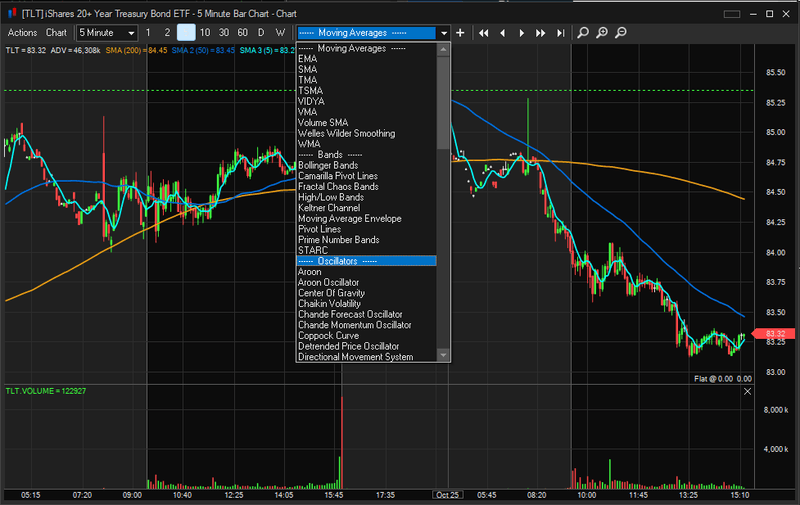 [TLT] iShares 20+ Year Treasury Bond ETF - 5 Minute Bar Chart - Chart
Actions Chart 5 Minute 1 2 10 30 60 D W ------ Moving Averages ------
TLT = 83.32 ADV = 46,308k SMA (200) = 84.45 SMA 2 (50) = 83.45 SMA 3 (5) = 83.2
------ Moving Averages ------
EMA
SMA
TMA
TSMA
VIDYA
VMA
Volume SMA
Welles Wilder Smoothing
WMA
------ Bands ------
Bollinger Bands
Camarilla Pivot Lines
Fractal Chaos Bands
High/Low Bands
Keltner Channel
Moving Average Envelope
Pivot Lines
Prime Number Bands
STARC
------ Oscillators ------
Aroon
Aroon Oscillator
Center Of Gravity
Chaikin Volatility
Chande Forecast Oscillator
Chande Momentum Oscillator
Coppock Curve
Detrended Price Oscillator
Directional Movement System
85.50
85.25
85.00
84.75
84.50
84.25
84.00
83.75
83.50
83.32
83.25
83.00
Flat @ 0.00 0.00
TLT:VOLUME = 122927
8,000 k
4,000 k
05:15 07:20 09:00 10:40 12:25 14:05 15:45 17:35 Oct 25 05:45 08:20 10:00 11:45 13:25 15:10